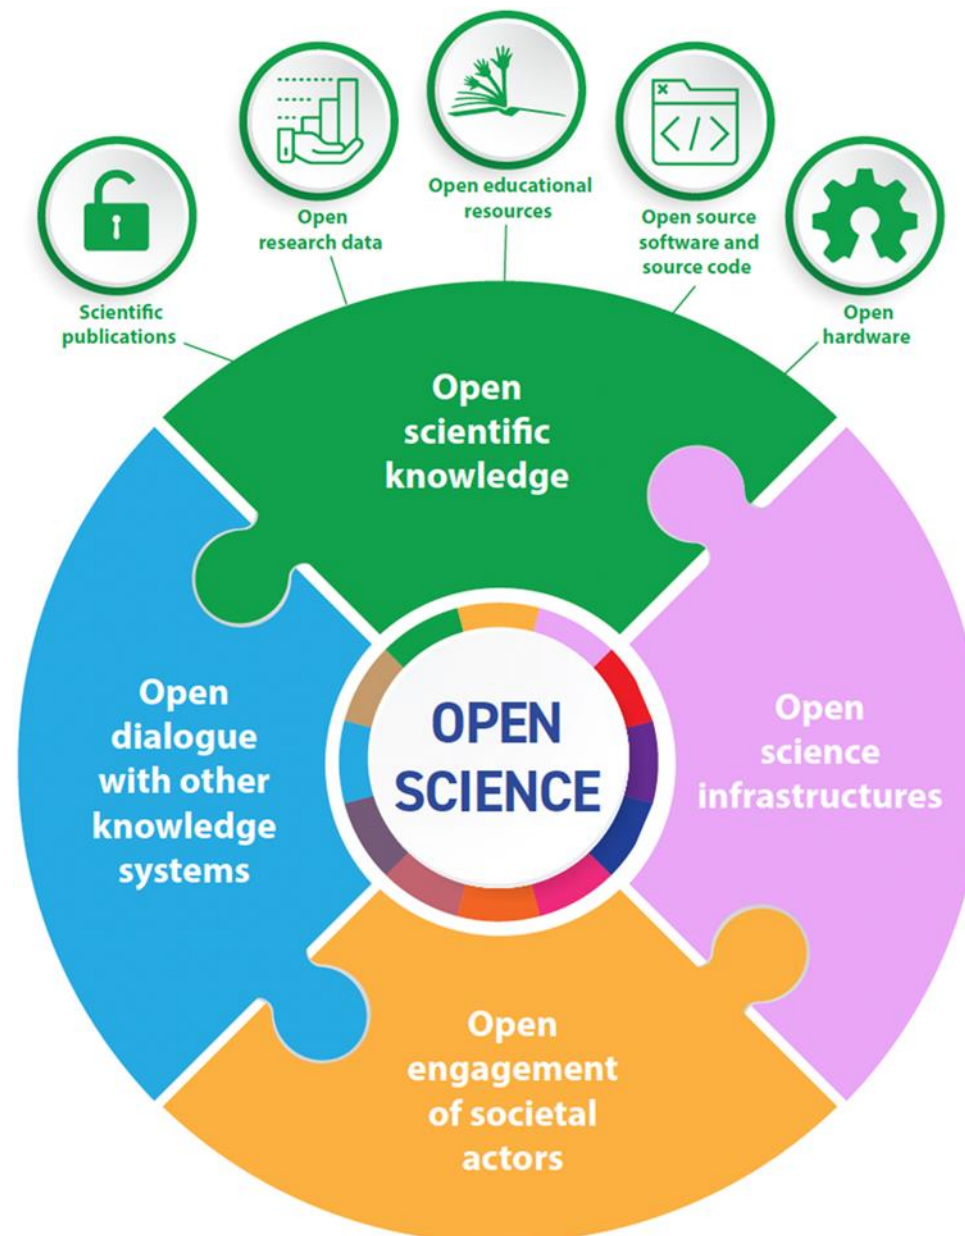 Open educational
resources
Open
research data
Open source
software and
source code
Scientific
publications
Open
hardware
Open
scientific
knowledge
Open
dialogue
with other
knowledge
systems
OPEN
SCIENCE
Open
science
infrastructures
Open
engagement
of societal
actors